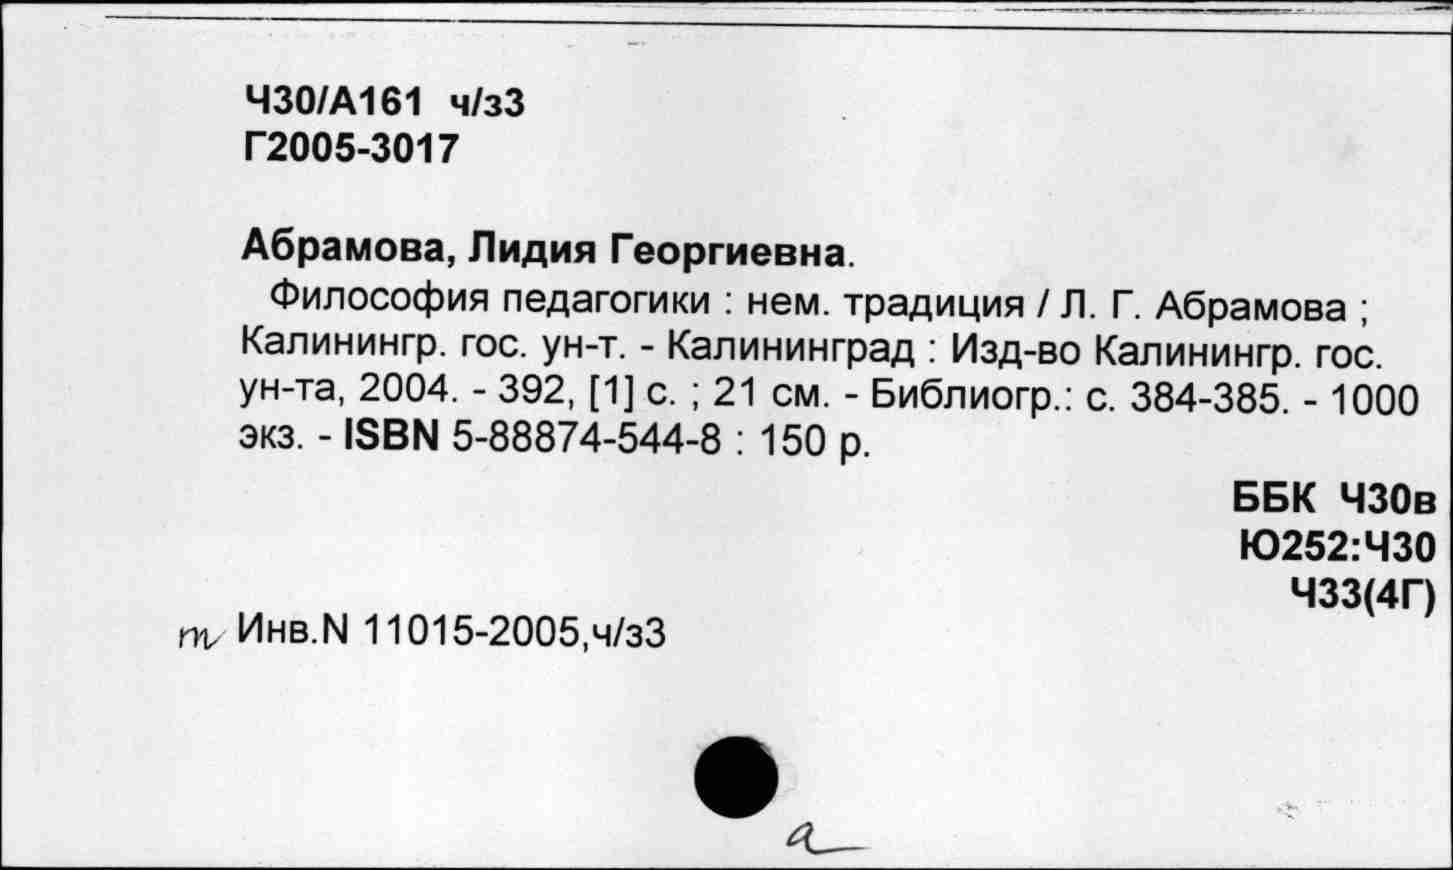 Ч30/А161 ч/з3
Г2005-3017
Абрамова, Лидия Георгиевна.
Философия педагогики : нем. традиция / Л. Г. Абрамова ;
Калинингр. гос. ун-т. - Калининград : Изд-во Калинингр. гос.
ун-та, 2004. - 392, [1] с. ; 21 см. - Библиогр.: с. 384-385. - 1000
экз. - ISBN 5-88874-544-8 : 150 р.
ББК Ч30в
Ю252:Ч30
Ч33(4Г)
Инв.N 11015-2005,ч/з3
а